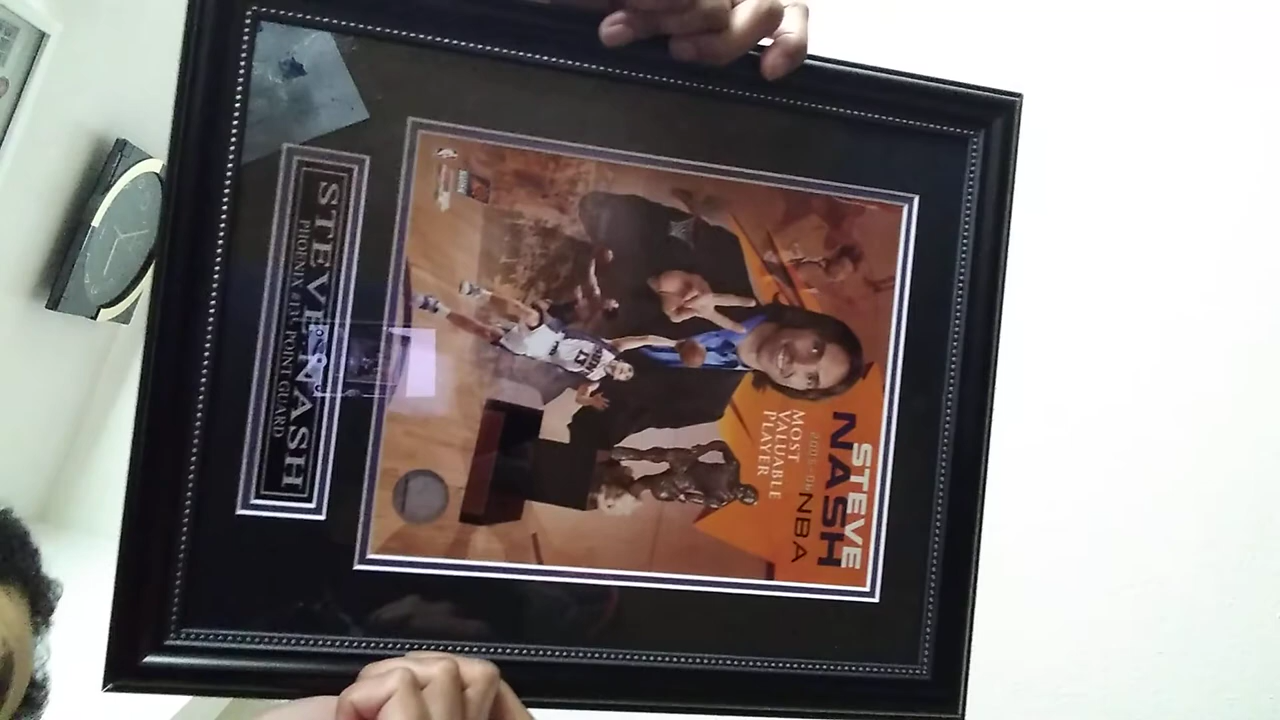 STEVE
NASH
2005-06 NBA
MOST
VALUABLE
PLAYER
13
STEVE NASH
PHOENIX POINT GUARD